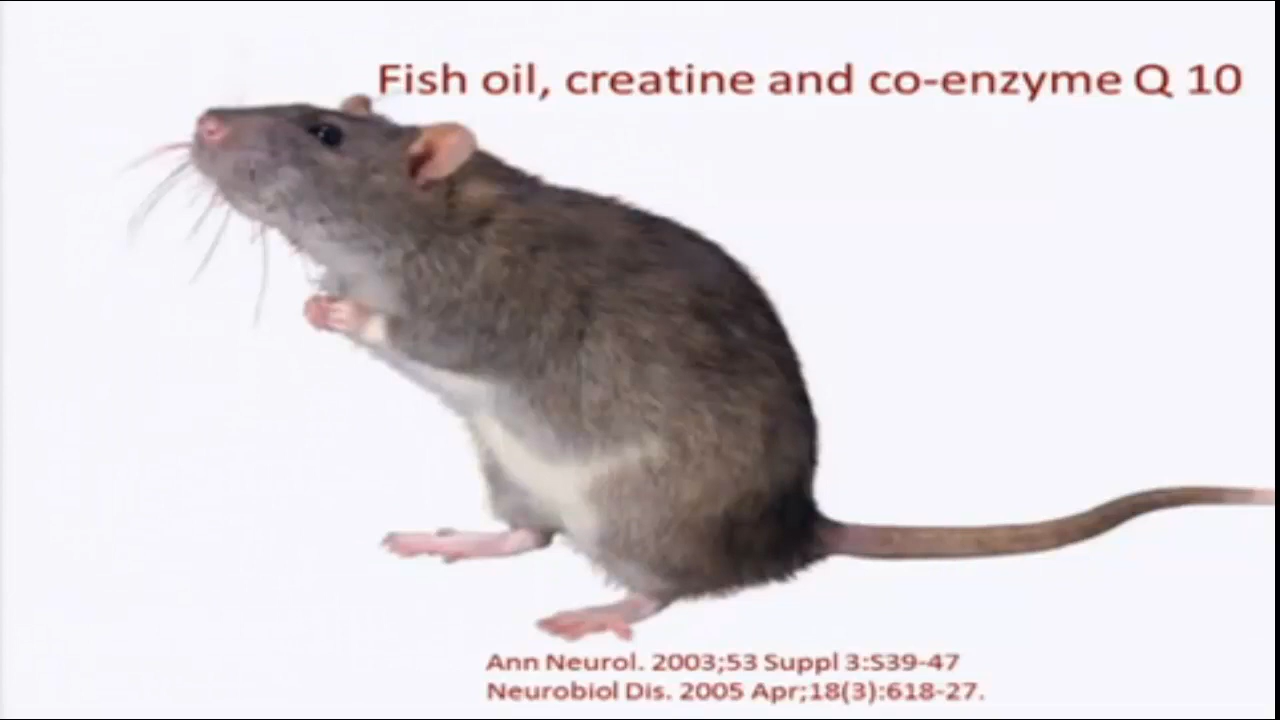 Fish oil, creatine and co-enzyme Q 10
Ann Neurol. 2003;53 Suppl 3:S39-47
Neurobiol Dis. 2005 Apr;18(3):618-27.